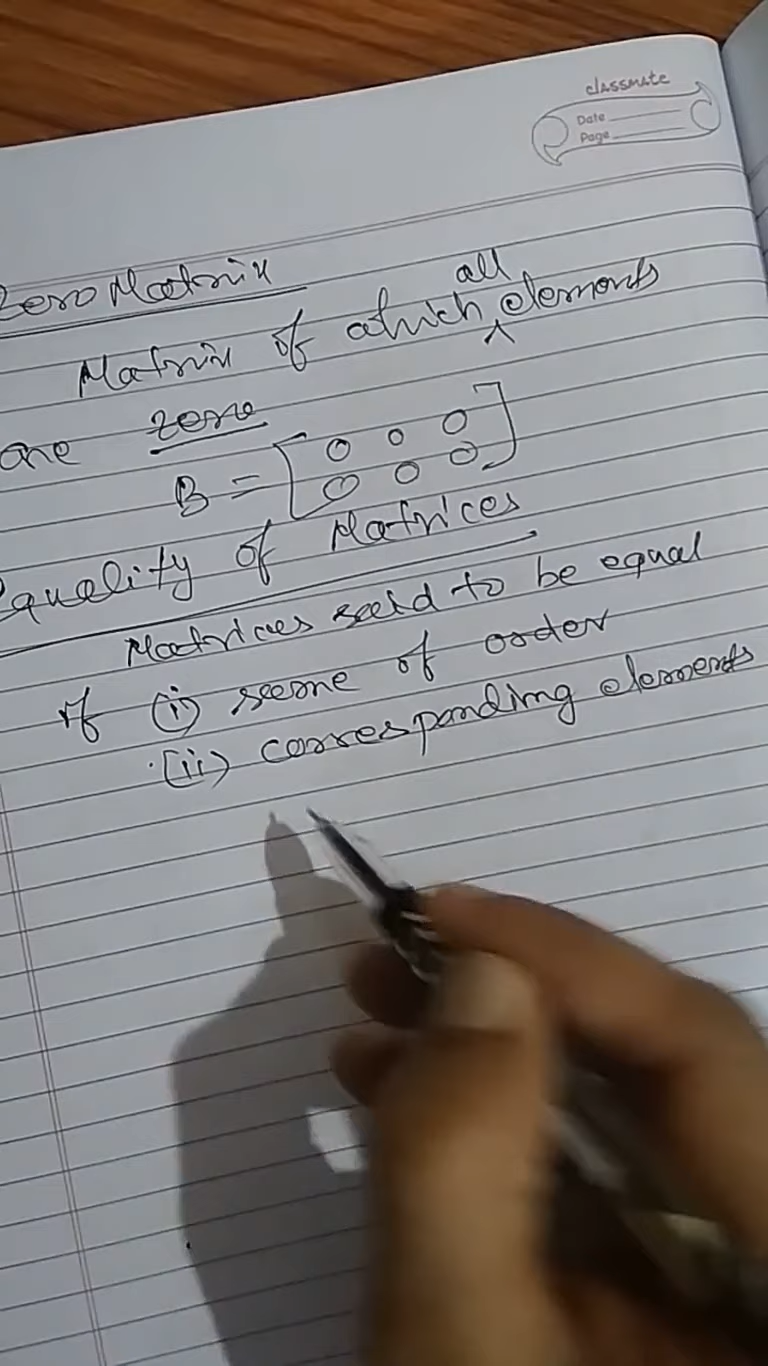 classmate
Date
Page
Zero Matrix
all
Matrix of which ^ elements
are zero
B = [ 0 0 0
0 0 0 ]
Equality of Matrices
Matrices said to be equal
if (i) same of order
(ii) corresponding elements